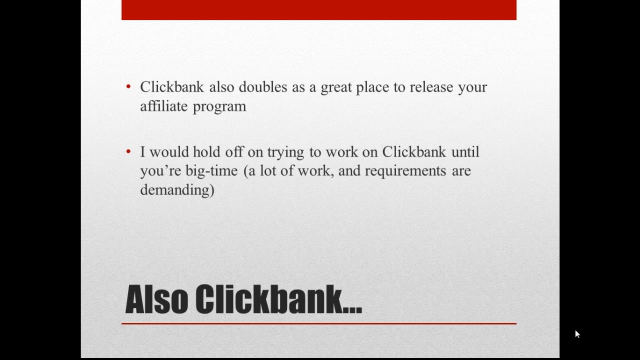 • Clickbank also doubles as a great place to release your
affiliate program
• I would hold off on trying to work on Clickbank until
you’re big-time (a lot of work, and requirements are
demanding)
Also Clickbank...